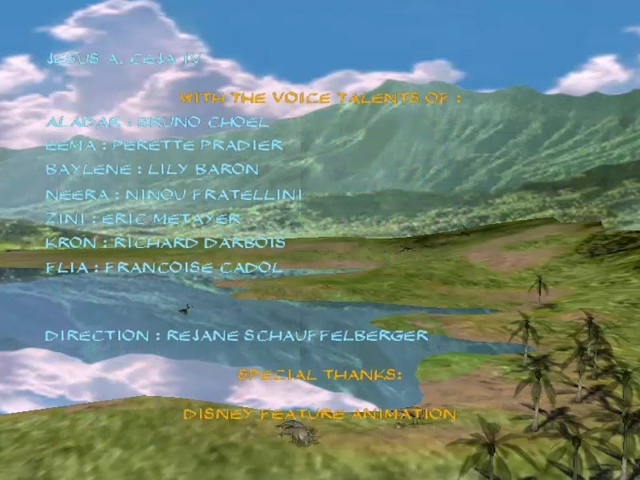 JESUS A. CEJA IV
WITH THE VOICE TALENTS OF :
ALADAR : BRUNO CHOEL
EEMA : PERETTE PRADIER
BAYLENE : LILY BARON
NEERA : NINOU FRATELLINI
ZINI : ERIC METAYER
KRON : RICHARD DARBOIS
FLIA : FRANCOISE CADOL
DIRECTION : REJANE SCHAUFFELBERGER
SPECIAL THANKS:
DISNEY FEATURE ANIMATION